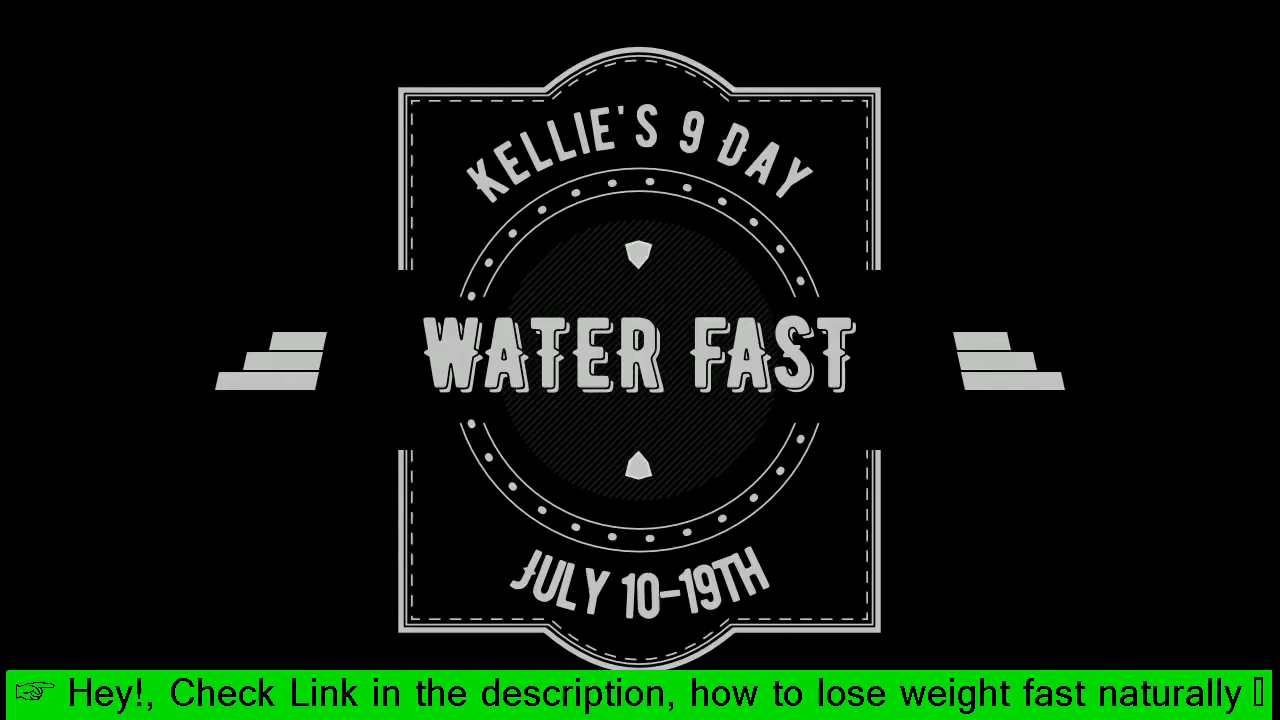 KELLIE'S 9 DAY
WATER FAST
JULY 10-19TH
☞ Hey!, Check Link in the description, how to lose weight fast naturally